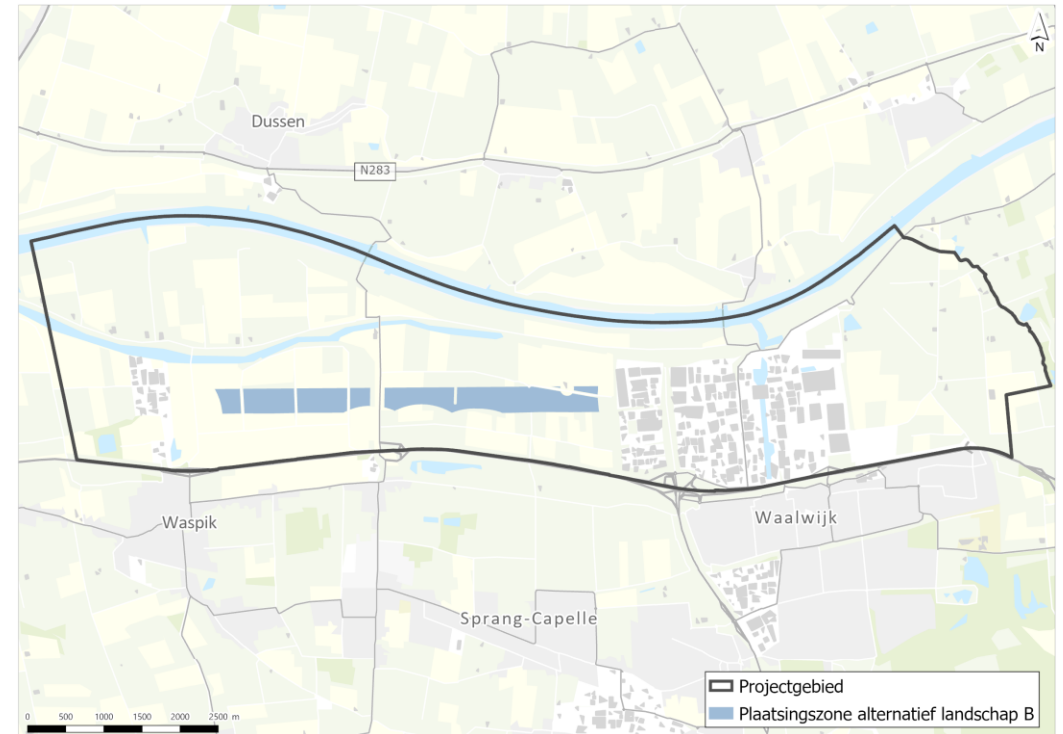 N
Dussen
N283
Waspik
Waalwijk
Sprang-Capelle
Projectgebied
Plaatsingszone alternatief landschap B
0 500 1000 1500 2000 2500 m